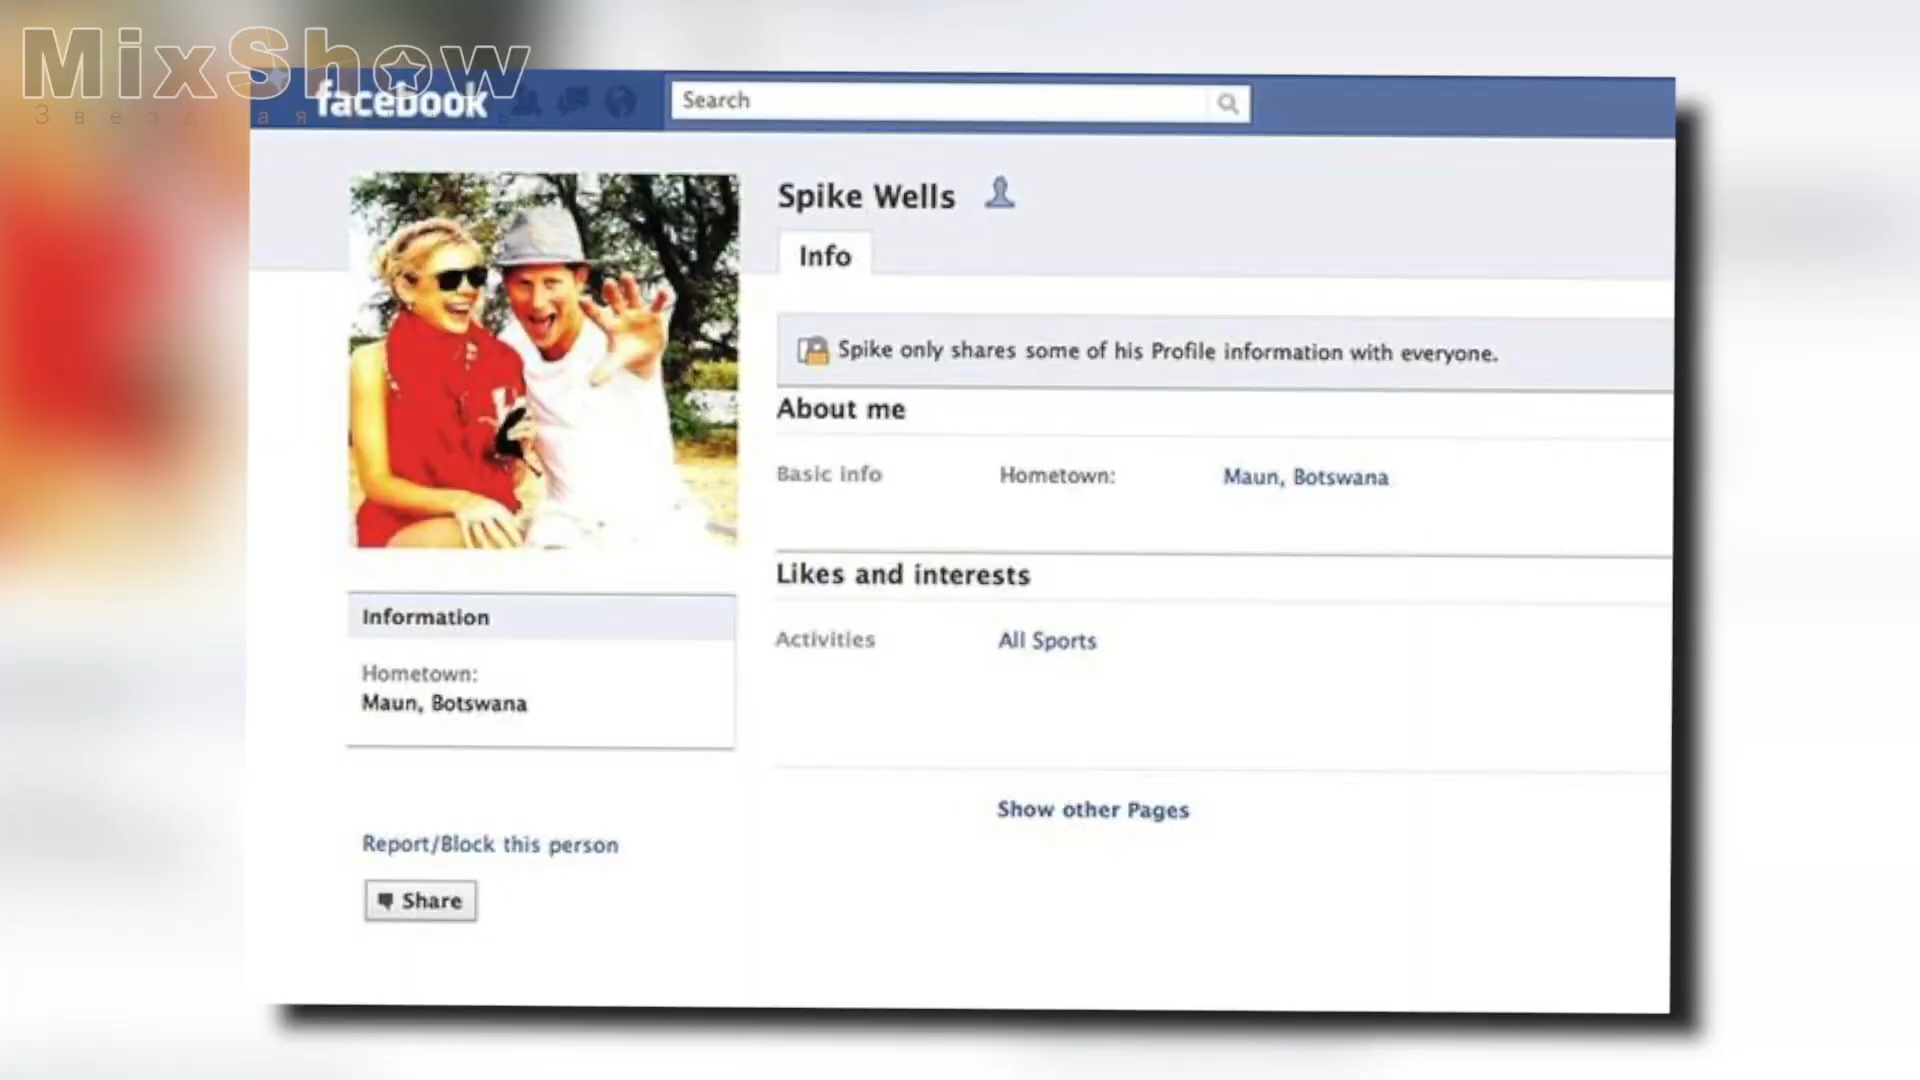 MixShow
facebook
Search
Spike Wells
Info
Spike only shares some of his Profile information with everyone.
About me
Basic Info Hometown: Maun, Botswana
Likes and interests
Activities All Sports
Show other Pages
Information
Hometown:
Maun, Botswana
Report/Block this person
Share